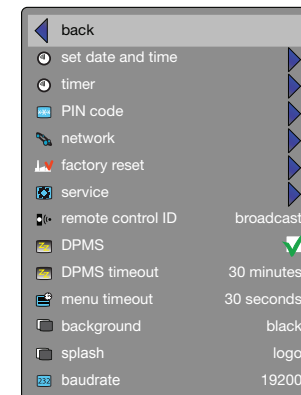 back
set date and time
timer
PIN code
network
factory reset
service
remote control ID broadcast
DPMS
DPMS timeout 30 minutes
menu timeout 30 seconds
background black
splash logo
232 baudrate 19200